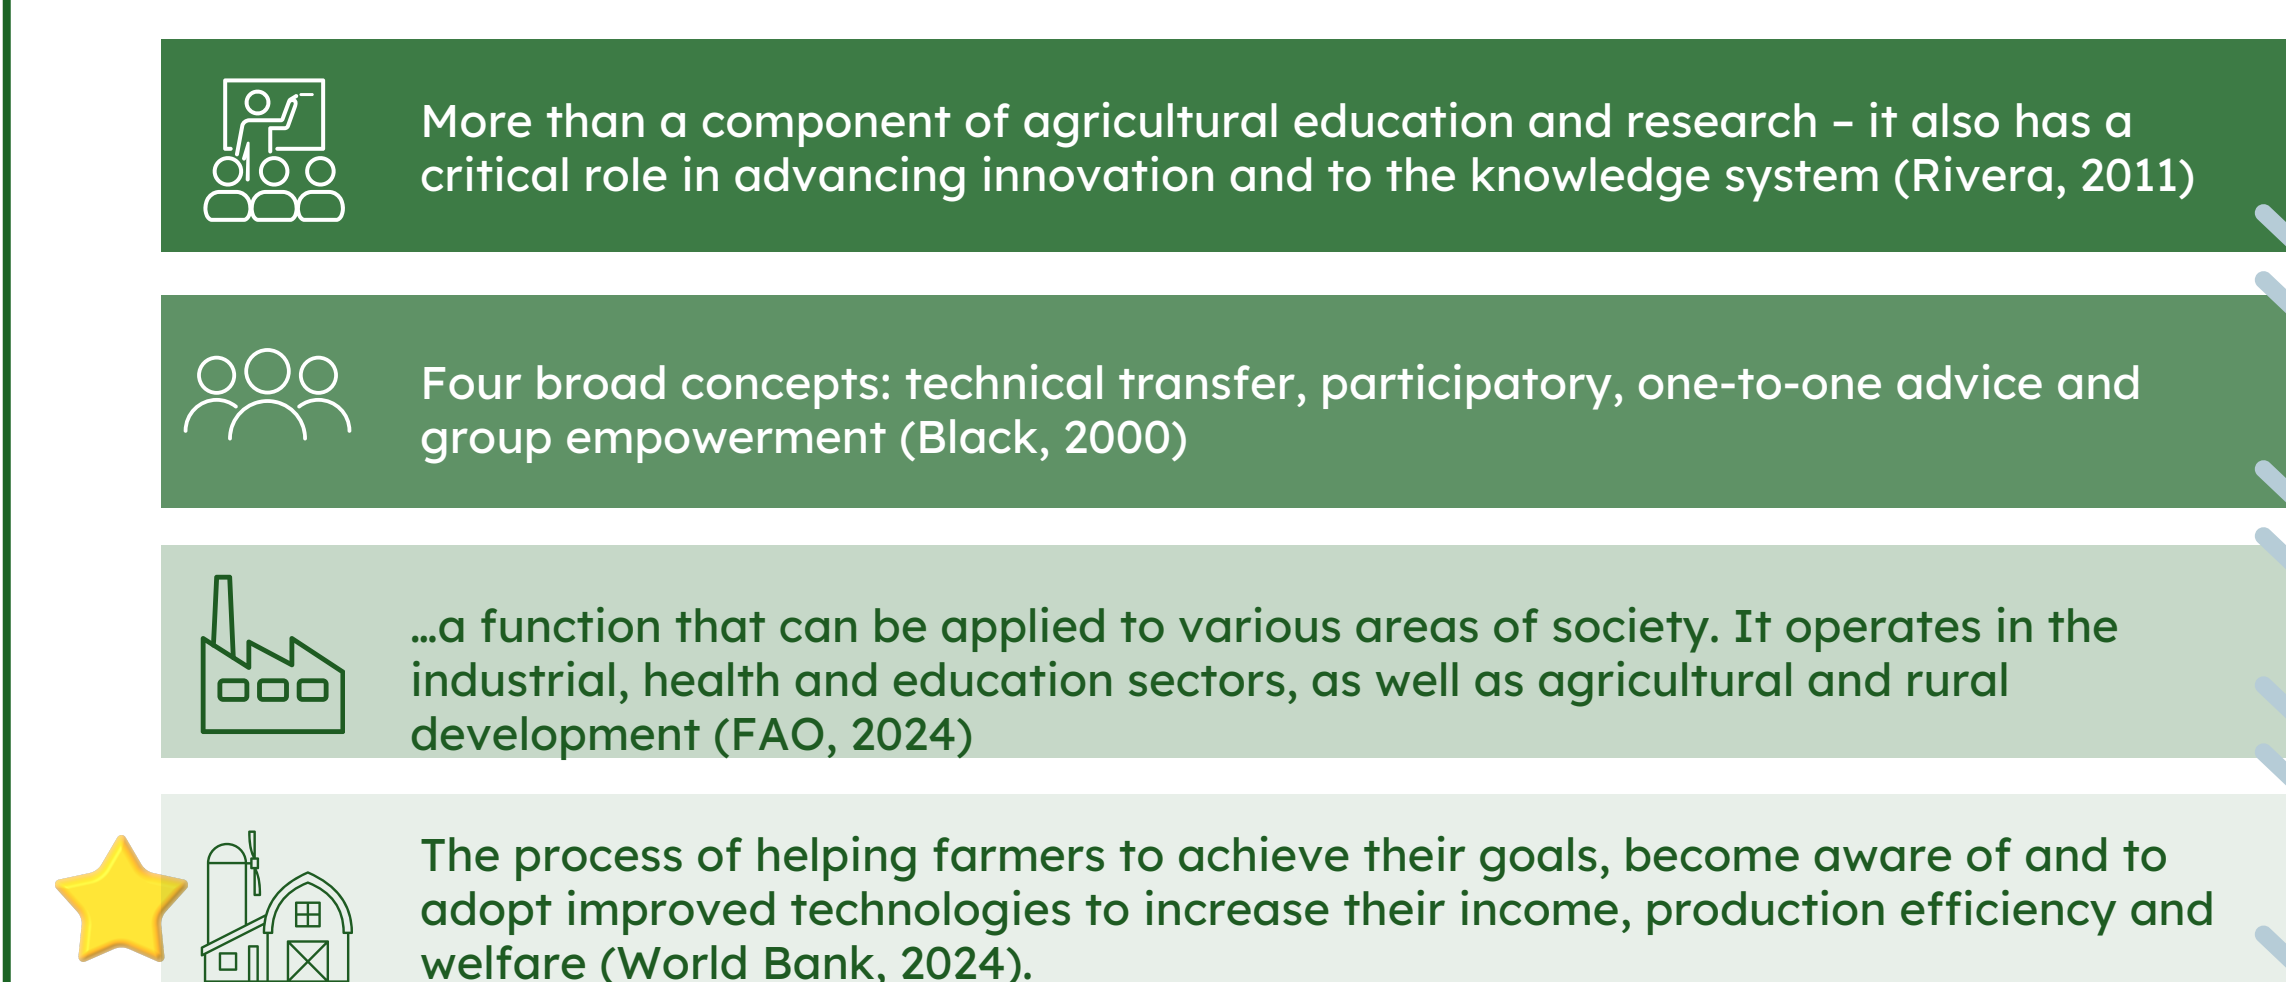 More than a component of agricultural education and research – it also has a
critical role in advancing innovation and to the knowledge system (Rivera, 2011)
Four broad concepts: technical transfer, participatory, one-to-one advice and
group empowerment (Black, 2000)
...a function that can be applied to various areas of society. It operates in the
industrial, health and education sectors, as well as agricultural and rural
development (FAO, 2024)
The process of helping farmers to achieve their goals, become aware of and to
adopt improved technologies to increase their income, production efficiency and
welfare (World Bank, 2024).